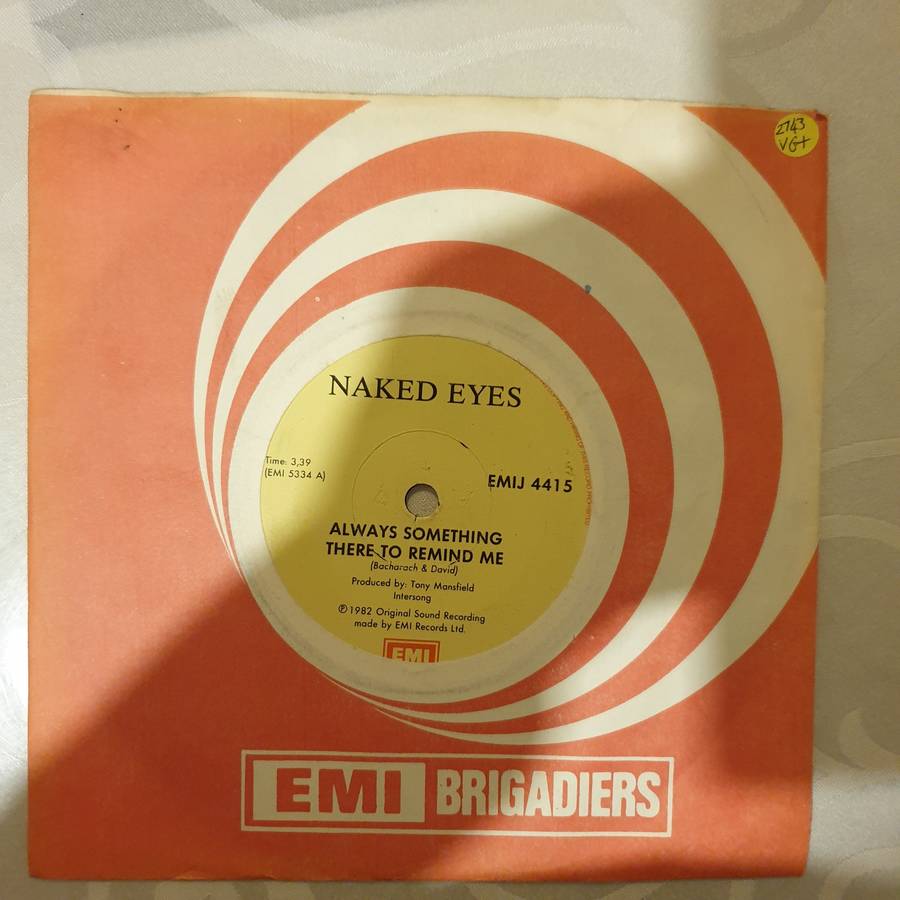 2743
VG+
NAKED EYES
Time: 3,39
(EMI 5334 A)
EMIJ 4415
ALWAYS SOMETHING
THERE TO REMIND ME
(Bacharach & David)
Produced by: Tony Mansfield
Intersong
℗ 1982 Original Sound Recording
made by EMI Records Ltd.
EMI
EMI BRIGADIERS